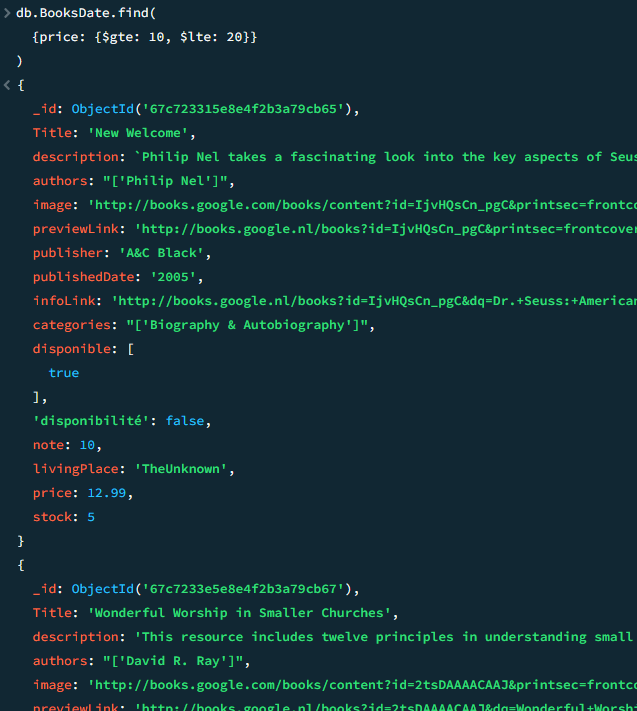 db.BooksDate.find(
{price: {$gte: 10, $lte: 20}}
)
{
_id: ObjectId('67c723315e8e4f2b3a79cb65'),
Title: 'New Welcome',
description: `Philip Nel takes a fascinating look into the key aspects of Seus
authors: "['Philip Nel']",
image: 'http://books.google.com/books/content?id=IjvHQsCn_pgC&printsec=frontco
previewLink: 'http://books.google.nl/books?id=IjvHQsCn_pgC&printsec=frontcover
publisher: 'A&C Black',
publishedDate: '2005',
infoLink: 'http://books.google.nl/books?id=IjvHQsCn_pgC&dq=Dr.+Seuss:+American
categories: "['Biography & Autobiography']",
disponible: [
true
],
'disponibilité': false,
note: 10,
livingPlace: 'TheUnknown',
price: 12.99,
stock: 5
}
{
_id: ObjectId('67c7233e5e8e4f2b3a79cb67'),
Title: 'Wonderful Worship in Smaller Churches',
description: 'This resource includes twelve principles in understanding small
authors: "['David R. Ray']",
image: 'http://books.google.com/books/content?id=2tsDAAAACAAJ&printsec=frontco
previewLink: 'http://books.google.nl/books?id=2tsDAAAACAAJ&dq=Wonderful+Worsh